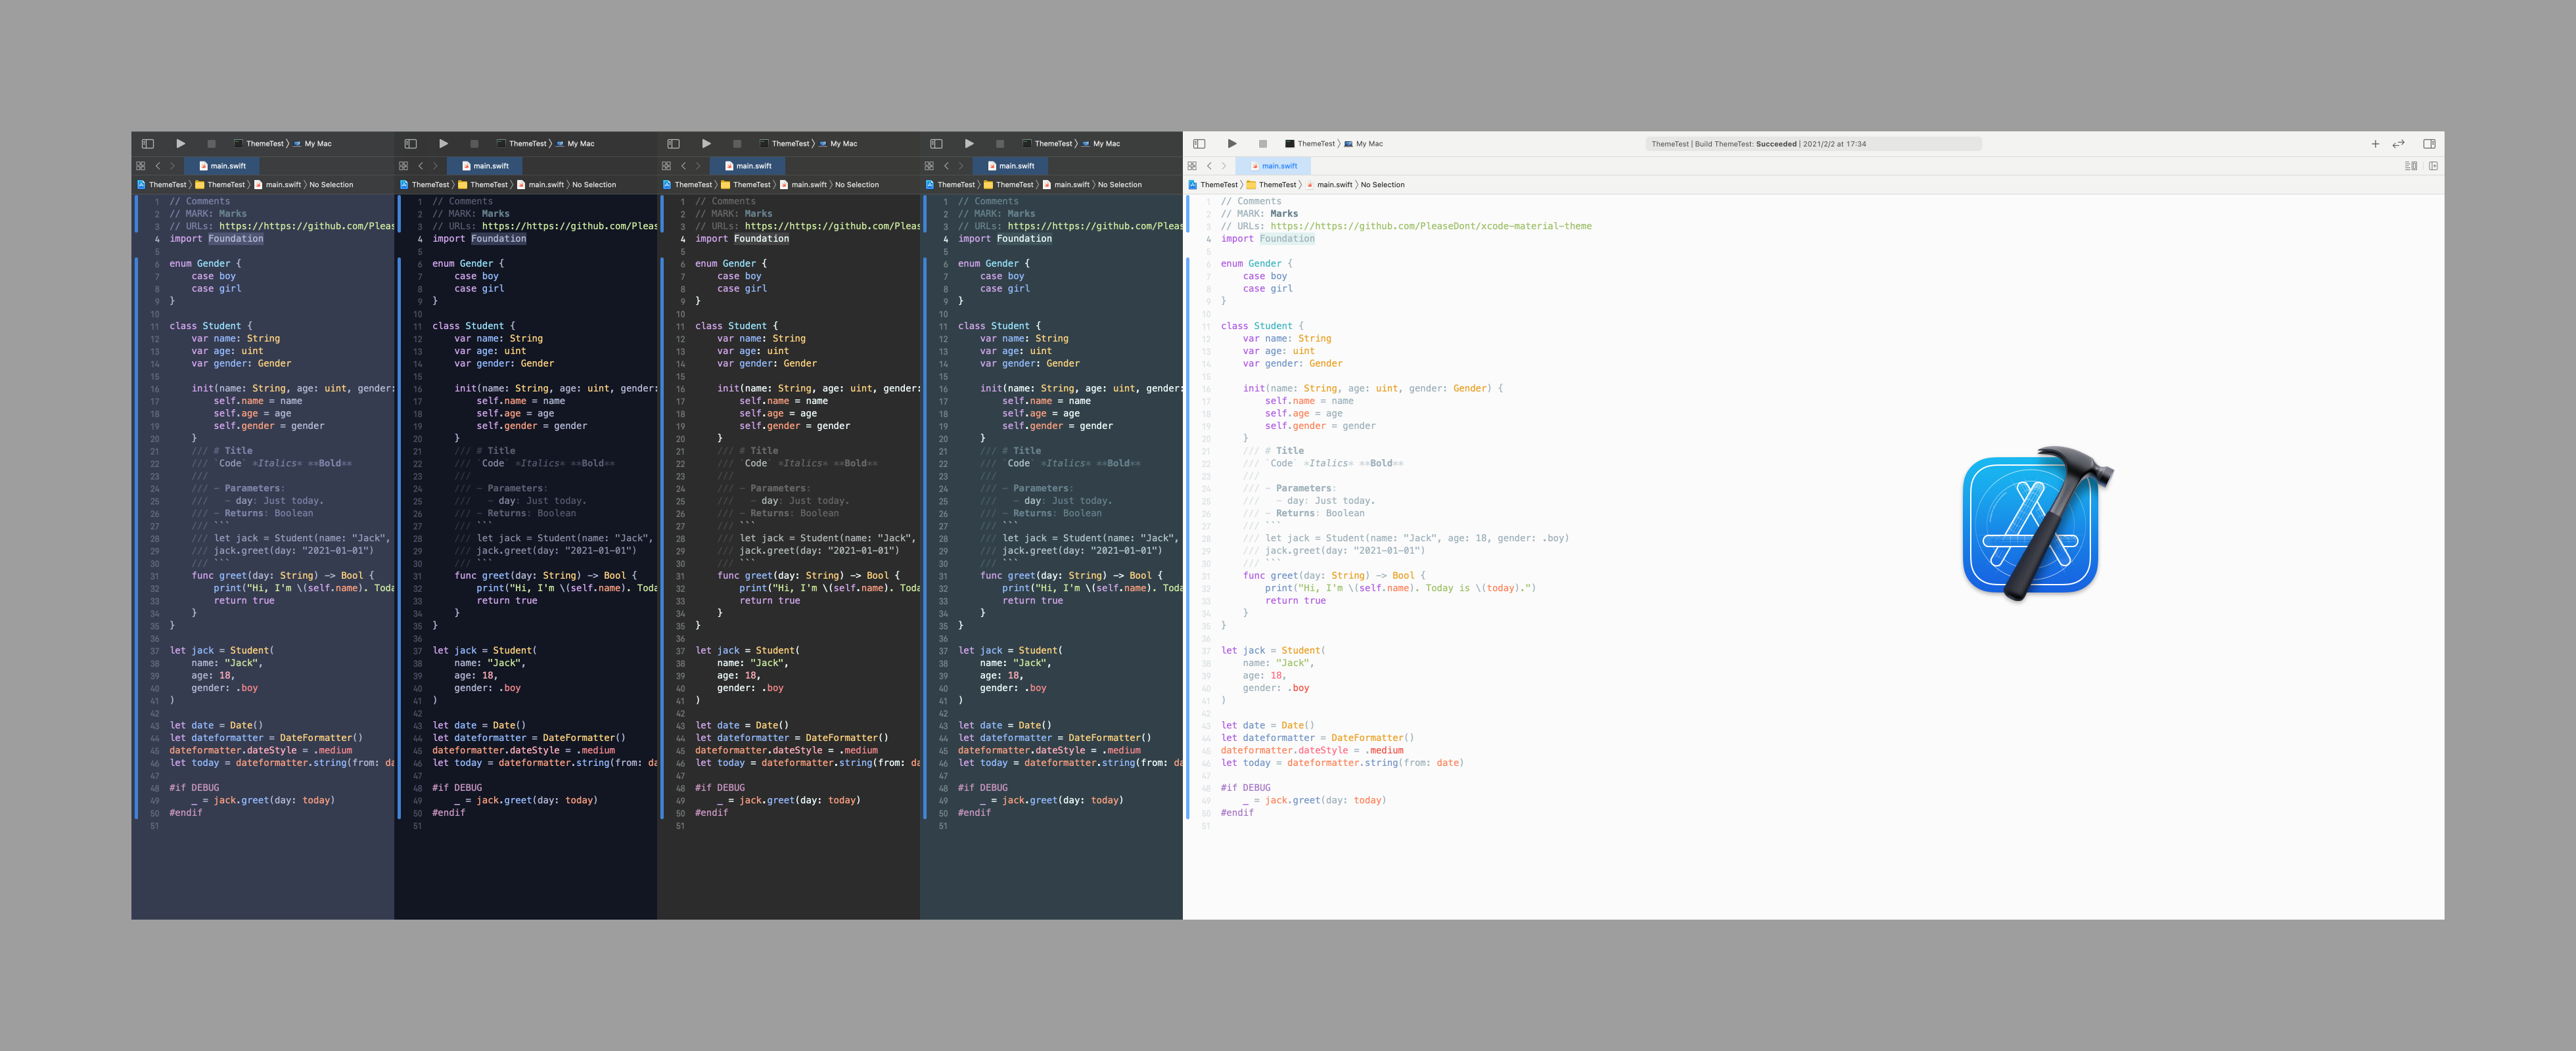 ThemeTest 〉 My Mac
main.swift
ThemeTest 〉 ThemeTest 〉 main.swift 〉 No Selection
1 // Comments
2 // MARK: Marks
3 // URLs: https://https://github.com/Pleas
4 import Foundation
5
6 enum Gender {
7 case boy
8 case girl
9 }
10
11 class Student {
12 var name: String
13 var age: uint
14 var gender: Gender
15
16 init(name: String, age: uint, gender:
17 self.name = name
18 self.age = age
19 self.gender = gender
20 }
21 /// # Title
22 /// `Code` *Italics* **Bold**
23 ///
24 /// - Parameters:
25 /// - day: Just today.
26 /// - Returns: Boolean
27 /// ```
28 /// let jack = Student(name: "Jack",
29 /// jack.greet(day: "2021-01-01")
30 /// ```
31 func greet(day: String) -> Bool {
32 print("Hi, I'm \(self.name). Toda
33 return true
34 }
35 }
36
37 let jack = Student(
38 name: "Jack",
39 age: 18,
40 gender: .boy
41 )
42
43 let date = Date()
44 let dateformatter = DateFormatter()
45 dateformatter.dateStyle = .medium
46 let today = dateformatter.string(from: da
47
48 #if DEBUG
49 _ = jack.greet(day: today)
50 #endif
51
ThemeTest 〉 My Mac
main.swift
ThemeTest 〉 ThemeTest 〉 main.swift 〉 No Selection
1 // Comments
2 // MARK: Marks
3 // URLs: https://https://github.com/Pleas
4 import Foundation
5
6 enum Gender {
7 case boy
8 case girl
9 }
10
11 class Student {
12 var name: String
13 var age: uint
14 var gender: Gender
15
16 init(name: String, age: uint, gender:
17 self.name = name
18 self.age = age
19 self.gender = gender
20 }
21 /// # Title
22 /// `Code` *Italics* **Bold**
23 ///
24 /// - Parameters:
25 /// - day: Just today.
26 /// - Returns: Boolean
27 /// ```
28 /// let jack = Student(name: "Jack",
29 /// jack.greet(day: "2021-01-01")
30 /// ```
31 func greet(day: String) -> Bool {
32 print("Hi, I'm \(self.name). Toda
33 return true
34 }
35 }
36
37 let jack = Student(
38 name: "Jack",
39 age: 18,
40 gender: .boy
41 )
42
43 let date = Date()
44 let dateformatter = DateFormatter()
45 dateformatter.dateStyle = .medium
46 let today = dateformatter.string(from: da
47
48 #if DEBUG
49 _ = jack.greet(day: today)
50 #endif
51
ThemeTest 〉 My Mac
main.swift
ThemeTest 〉 ThemeTest 〉 main.swift 〉 No Selection
1 // Comments
2 // MARK: Marks
3 // URLs: https://https://github.com/Pleas
4 import Foundation
5
6 enum Gender {
7 case boy
8 case girl
9 }
10
11 class Student {
12 var name: String
13 var age: uint
14 var gender: Gender
15
16 init(name: String, age: uint, gender:
17 self.name = name
18 self.age = age
19 self.gender = gender
20 }
21 /// # Title
22 /// `Code` *Italics* **Bold**
23 ///
24 /// - Parameters:
25 /// - day: Just today.
26 /// - Returns: Boolean
27 /// ```
28 /// let jack = Student(name: "Jack",
29 /// jack.greet(day: "2021-01-01")
30 /// ```
31 func greet(day: String) -> Bool {
32 print("Hi, I'm \(self.name). Toda
33 return true
34 }
35 }
36
37 let jack = Student(
38 name: "Jack",
39 age: 18,
40 gender: .boy
41 )
42
43 let date = Date()
44 let dateformatter = DateFormatter()
45 dateformatter.dateStyle = .medium
46 let today = dateformatter.string(from: da
47
48 #if DEBUG
49 _ = jack.greet(day: today)
50 #endif
51
ThemeTest 〉 My Mac
main.swift
ThemeTest 〉 ThemeTest 〉 main.swift 〉 No Selection
1 // Comments
2 // MARK: Marks
3 // URLs: https://https://github.com/Pleas
4 import Foundation
5
6 enum Gender {
7 case boy
8 case girl
9 }
10
11 class Student {
12 var name: String
13 var age: uint
14 var gender: Gender
15
16 init(name: String, age: uint, gender:
17 self.name = name
18 self.age = age
19 self.gender = gender
20 }
21 /// # Title
22 /// `Code` *Italics* **Bold**
23 ///
24 /// - Parameters:
25 /// - day: Just today.
26 /// - Returns: Boolean
27 /// ```
28 /// let jack = Student(name: "Jack",
29 /// jack.greet(day: "2021-01-01")
30 /// ```
31 func greet(day: String) -> Bool {
32 print("Hi, I'm \(self.name). Toda
33 return true
34 }
35 }
36
37 let jack = Student(
38 name: "Jack",
39 age: 18,
40 gender: .boy
41 )
42
43 let date = Date()
44 let dateformatter = DateFormatter()
45 dateformatter.dateStyle = .medium
46 let today = dateformatter.string(from: da
47
48 #if DEBUG
49 _ = jack.greet(day: today)
50 #endif
51
ThemeTest 〉 My Mac
ThemeTest | Build ThemeTest: Succeeded | 2021/2/2 at 17:34
main.swift
ThemeTest 〉 ThemeTest 〉 main.swift 〉 No Selection
1 // Comments
2 // MARK: Marks
3 // URLs: https://https://github.com/PleaseDont/xcode-material-theme
4 import Foundation
5
6 enum Gender {
7 case boy
8 case girl
9 }
10
11 class Student {
12 var name: String
13 var age: uint
14 var gender: Gender
15
16 init(name: String, age: uint, gender: Gender) {
17 self.name = name
18 self.age = age
19 self.gender = gender
20 }
21 /// # Title
22 /// `Code` *Italics* **Bold**
23 ///
24 /// - Parameters:
25 /// - day: Just today.
26 /// - Returns: Boolean
27 /// ```
28 /// let jack = Student(name: "Jack", age: 18, gender: .boy)
29 /// jack.greet(day: "2021-01-01")
30 /// ```
31 func greet(day: String) -> Bool {
32 print("Hi, I'm \(self.name). Today is \(today).")
33 return true
34 }
35 }
36
37 let jack = Student(
38 name: "Jack",
39 age: 18,
40 gender: .boy
41 )
42
43 let date = Date()
44 let dateformatter = DateFormatter()
45 dateformatter.dateStyle = .medium
46 let today = dateformatter.string(from: date)
47
48 #if DEBUG
49 _ = jack.greet(day: today)
50 #endif
51